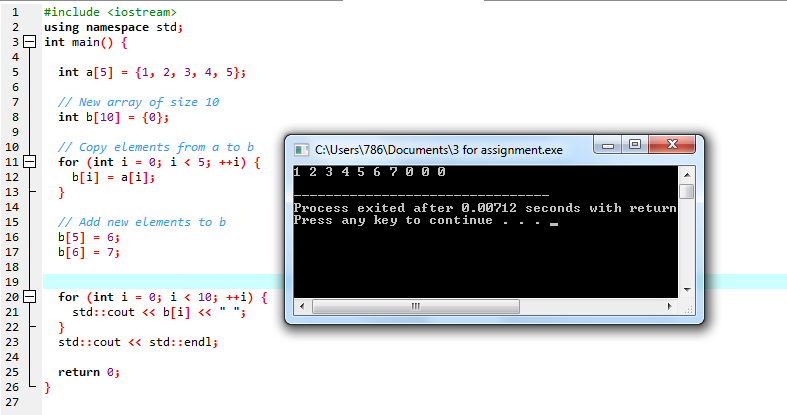 1 #include <iostream>
2 using namespace std;
3 int main() {
4
5 int a[5] = {1, 2, 3, 4, 5};
6
7 // New array of size 10
8 int b[10] = {0};
9
10 // Copy elements from a to b
11 for (int i = 0; i < 5; ++i) {
12 b[i] = a[i];
13 }
14
15 // Add new elements to b
16 b[5] = 6;
17 b[6] = 7;
18
19
20 for (int i = 0; i < 10; ++i) {
21 std::cout << b[i] << " ";
22 }
23 std::cout << std::endl;
24
25 return 0;
26 }
27
C:\Users\786\Documents\3 for assignment.exe
1 2 3 4 5 6 7 0 0 0
--------------------------------
Process exited after 0.00712 seconds with return
Press any key to continue . . . _